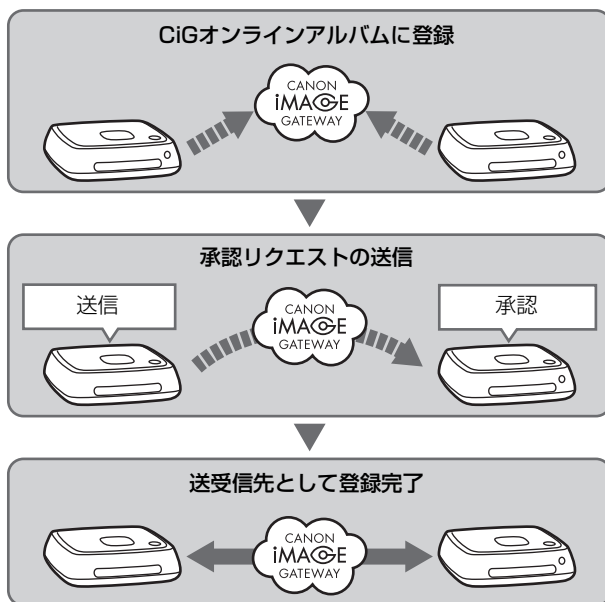 CiGオンラインアルバムに登録
CANON
iMAGE
GATEWAY
承認リクエストの送信
送信
CANON
iMAGE
GATEWAY
承認
送受信先として登録完了
CANON
iMAGE
GATEWAY